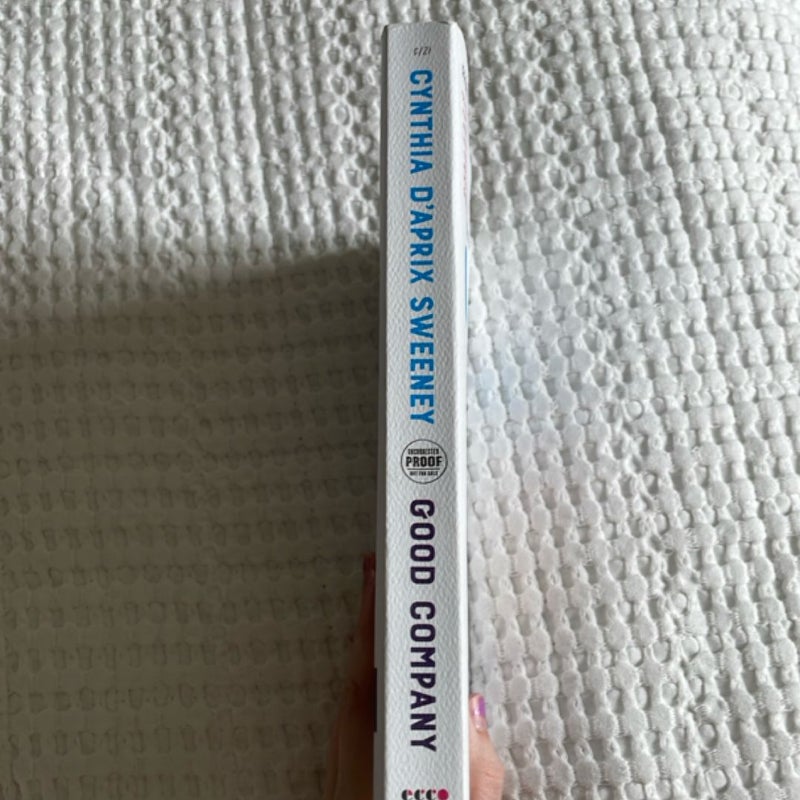 CYNTHIA D'APRIX SWEENEY
UNCORRECTED
PROOF
NOT FOR SALE
GOOD COMPANY
ecco